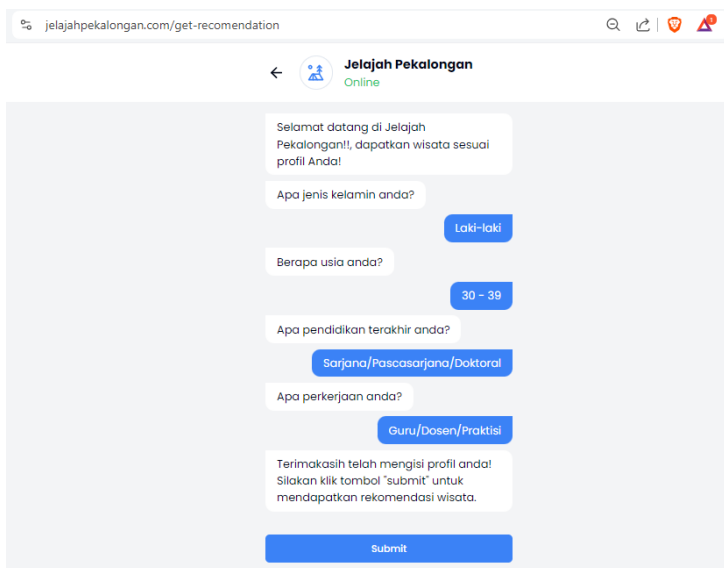 jelajahpekalongan.com/get-recomendation
Jelajah Pekalongan
Online
Selamat datang di Jelajah
Pekalongan!!, dapatkan wisata sesuai
profil Anda!
Apa jenis kelamin anda?
Laki-laki
Berapa usia anda?
30 - 39
Apa pendidikan terakhir anda?
Sarjana/Pascasarjana/Doktoral
Apa perkerjaan anda?
Guru/Dosen/Praktisi
Terimakasih telah mengisi profil anda!
Silakan klik tombol "submit" untuk
mendapatkan rekomendasi wisata.
Submit